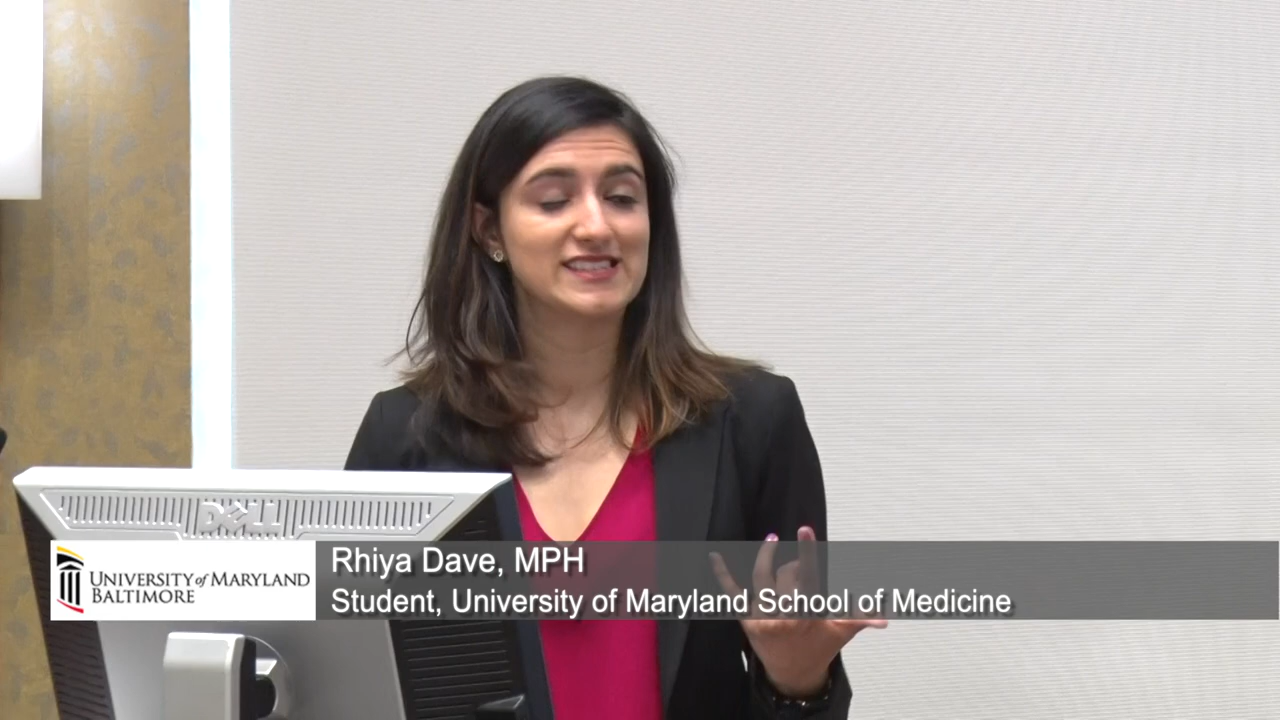 DELL
Rhiya Dave, MPH
UNIVERSITY of MARYLAND
BALTIMORE
Student, University of Maryland School of Medicine